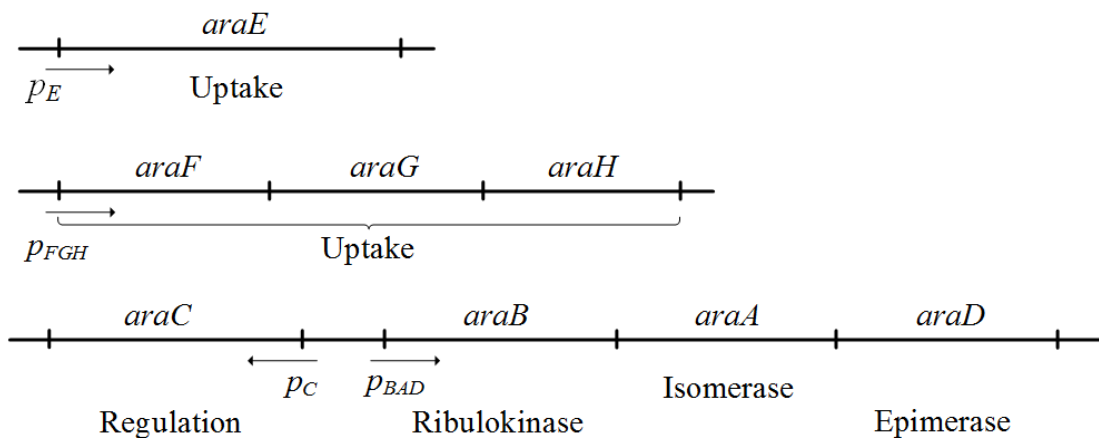 araE
pE
Uptake
araF araG araH
pFGH
Uptake
araC araB araA araD
pC pBAD
Isomerase
Regulation Ribulokinase Epimerase